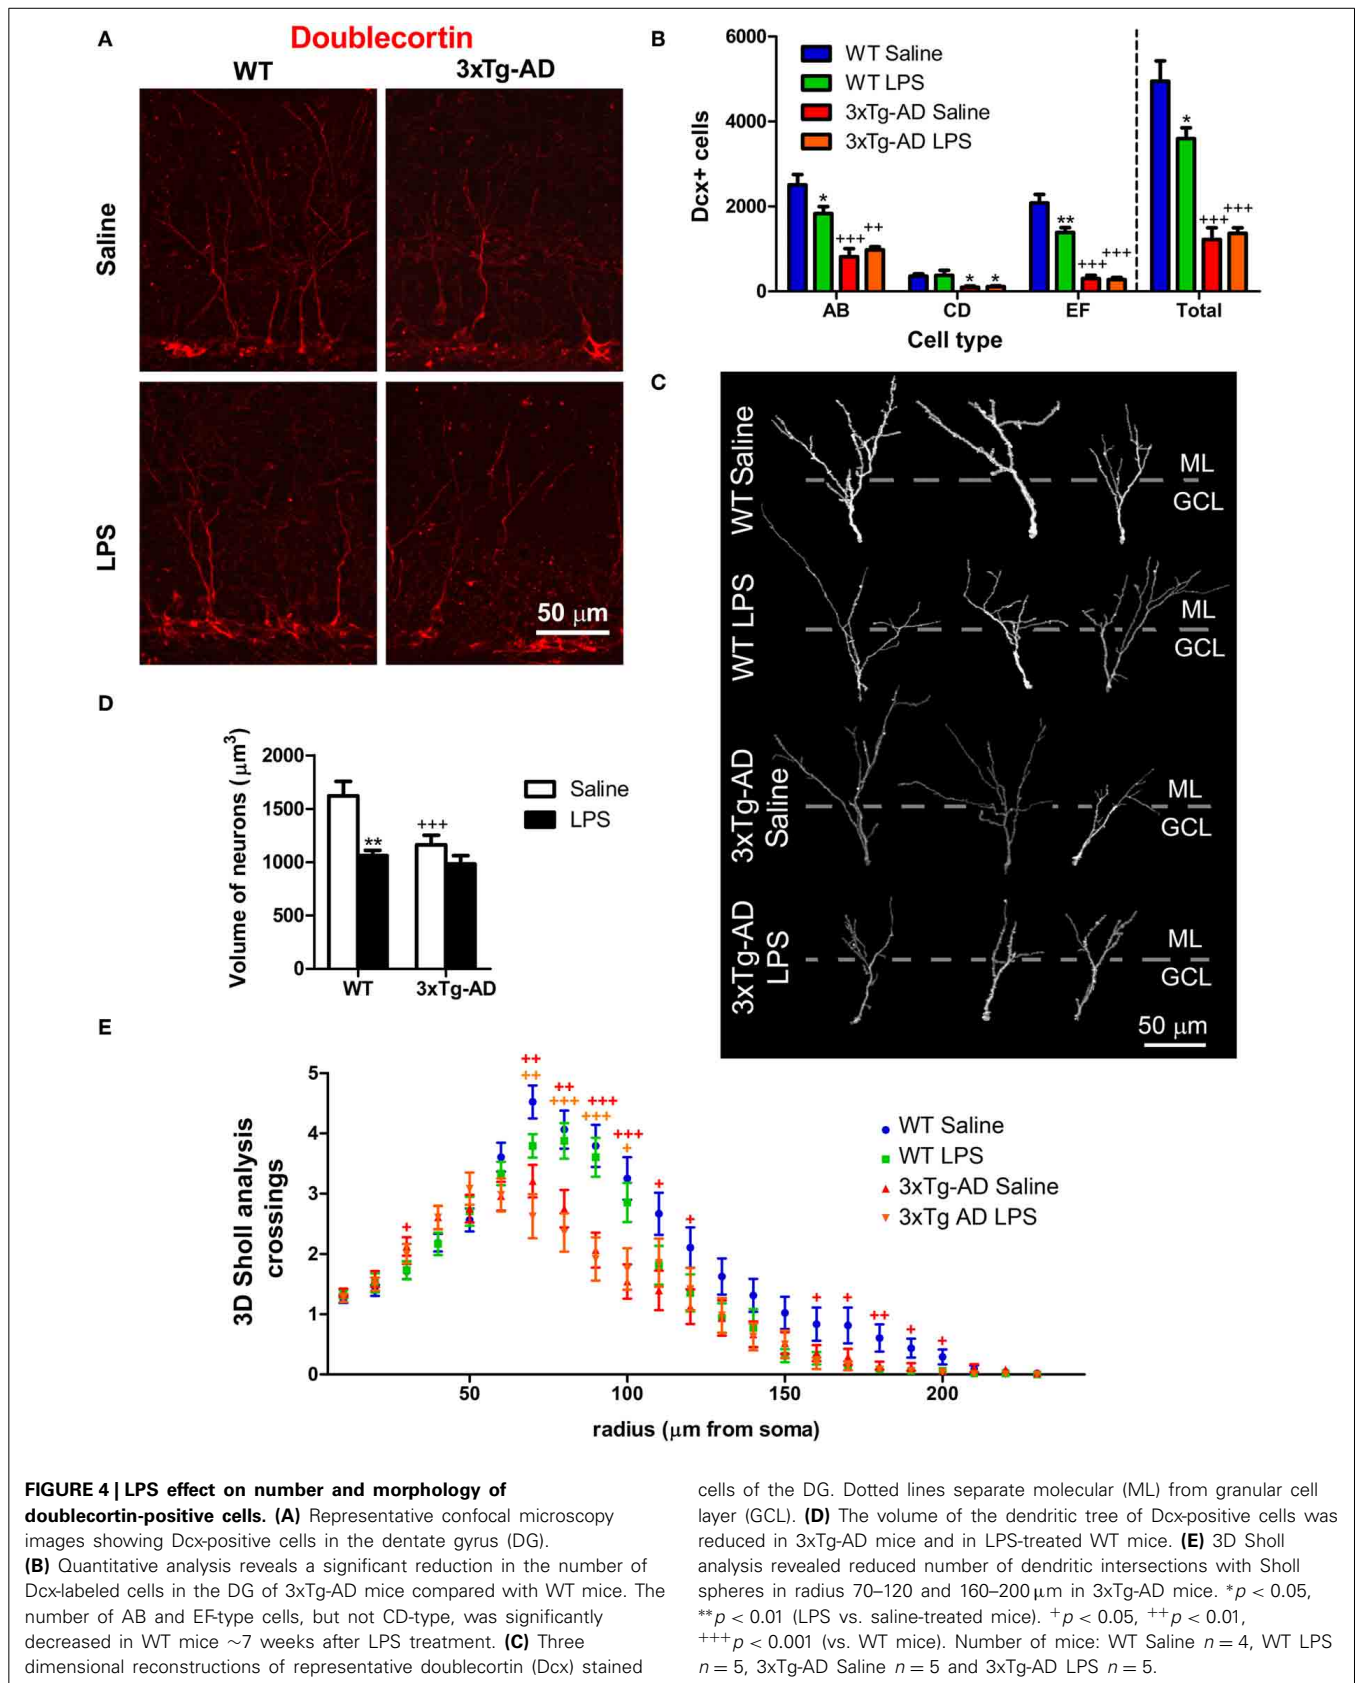 A
Doublecortin
WT
3xTg-AD
Saline
LPS
50 μm
B
6000
4000
2000
0
Dcx+ cells
WT Saline
WT LPS
3xTg-AD Saline
3xTg-AD LPS
*
*
+++
++
*
*
**
+++
+++
*
+++
+++
AB
CD
EF
Total
Cell type
C
WT Saline
ML
GCL
WT LPS
ML
GCL
3xTg-AD
Saline
ML
GCL
3xTg-AD
LPS
ML
GCL
50 μm
D
Volume of neurons (μm³)
2000
1500
1000
500
0
**
+++
WT
3xTg-AD
Saline
LPS
E
3D Sholl analysis
crossings
5
4
3
2
1
0
+
++
++
++
+++
+++
+++
+++
+
+
+
+
+
++
+
+
WT Saline
WT LPS
3xTg-AD Saline
3xTg AD LPS
50
100
150
200
radius (μm from soma)
FIGURE 4 | LPS effect on number and morphology of
doublecortin-positive cells. (A) Representative confocal microscopy
images showing Dcx-positive cells in the dentate gyrus (DG).
(B) Quantitative analysis reveals a significant reduction in the number of
Dcx-labeled cells in the DG of 3xTg-AD mice compared with WT mice. The
number of AB and EF-type cells, but not CD-type, was significantly
decreased in WT mice ∼7 weeks after LPS treatment. (C) Three
dimensional reconstructions of representative doublecortin (Dcx) stained
cells of the DG. Dotted lines separate molecular (ML) from granular cell
layer (GCL). (D) The volume of the dendritic tree of Dcx-positive cells was
reduced in 3xTg-AD mice and in LPS-treated WT mice. (E) 3D Sholl
analysis revealed reduced number of dendritic intersections with Sholl
spheres in radius 70–120 and 160–200 μm in 3xTg-AD mice. *p < 0.05,
**p < 0.01 (LPS vs. saline-treated mice). +p < 0.05, ++p < 0.01,
+++p < 0.001 (vs. WT mice). Number of mice: WT Saline n = 4, WT LPS
n = 5, 3xTg-AD Saline n = 5 and 3xTg-AD LPS n = 5.